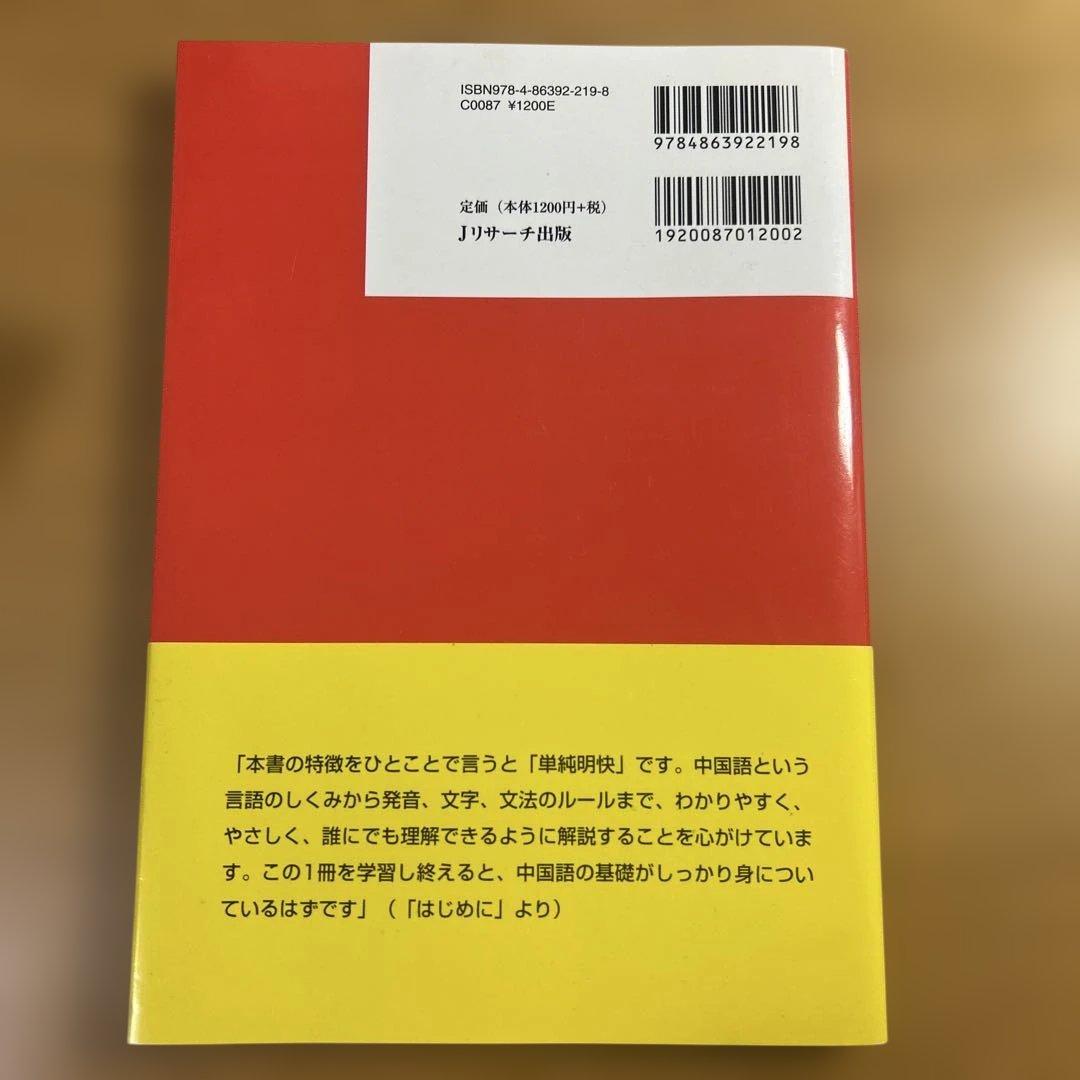 ISBN978-4-86392-219-8
C0087 ¥1200E
9784863922198
定価（本体1200円+税）
Jリサーチ出版
1920087012002
「本書の特徴をひとことで言うと「単純明快」です。中国語という
言語のしくみから発音、文字、文法のルールまで、わかりやすく、
やさしく、誰にでも理解できるように解説することを心がけていま
す。この1冊を学習し終えると、中国語の基礎がしっかり身につい
ているはずです」（「はじめに」より）